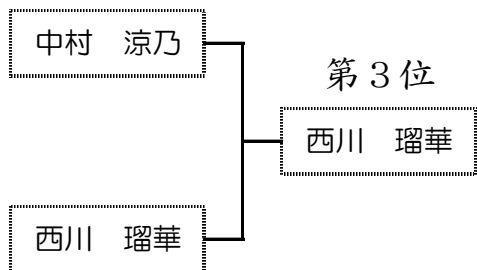 中村　涼乃
第３位
西川　瑠華
西川　瑠華